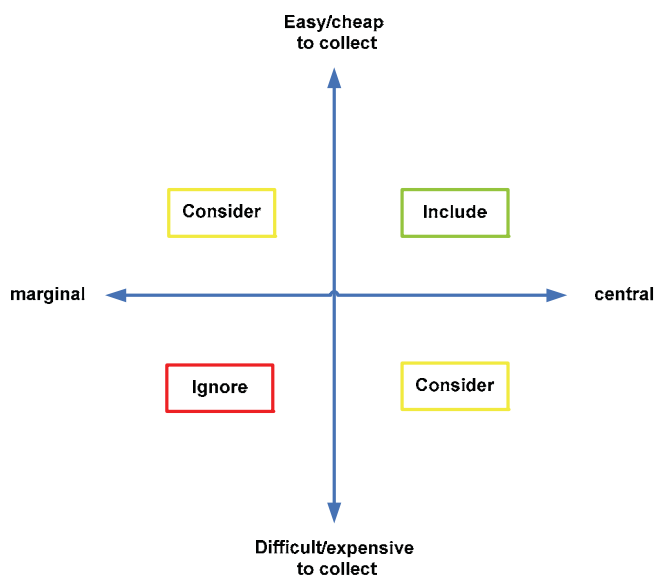 Easy/cheap
to collect
Consider
Include
marginal
central
Ignore
Consider
Difficult/expensive
to collect